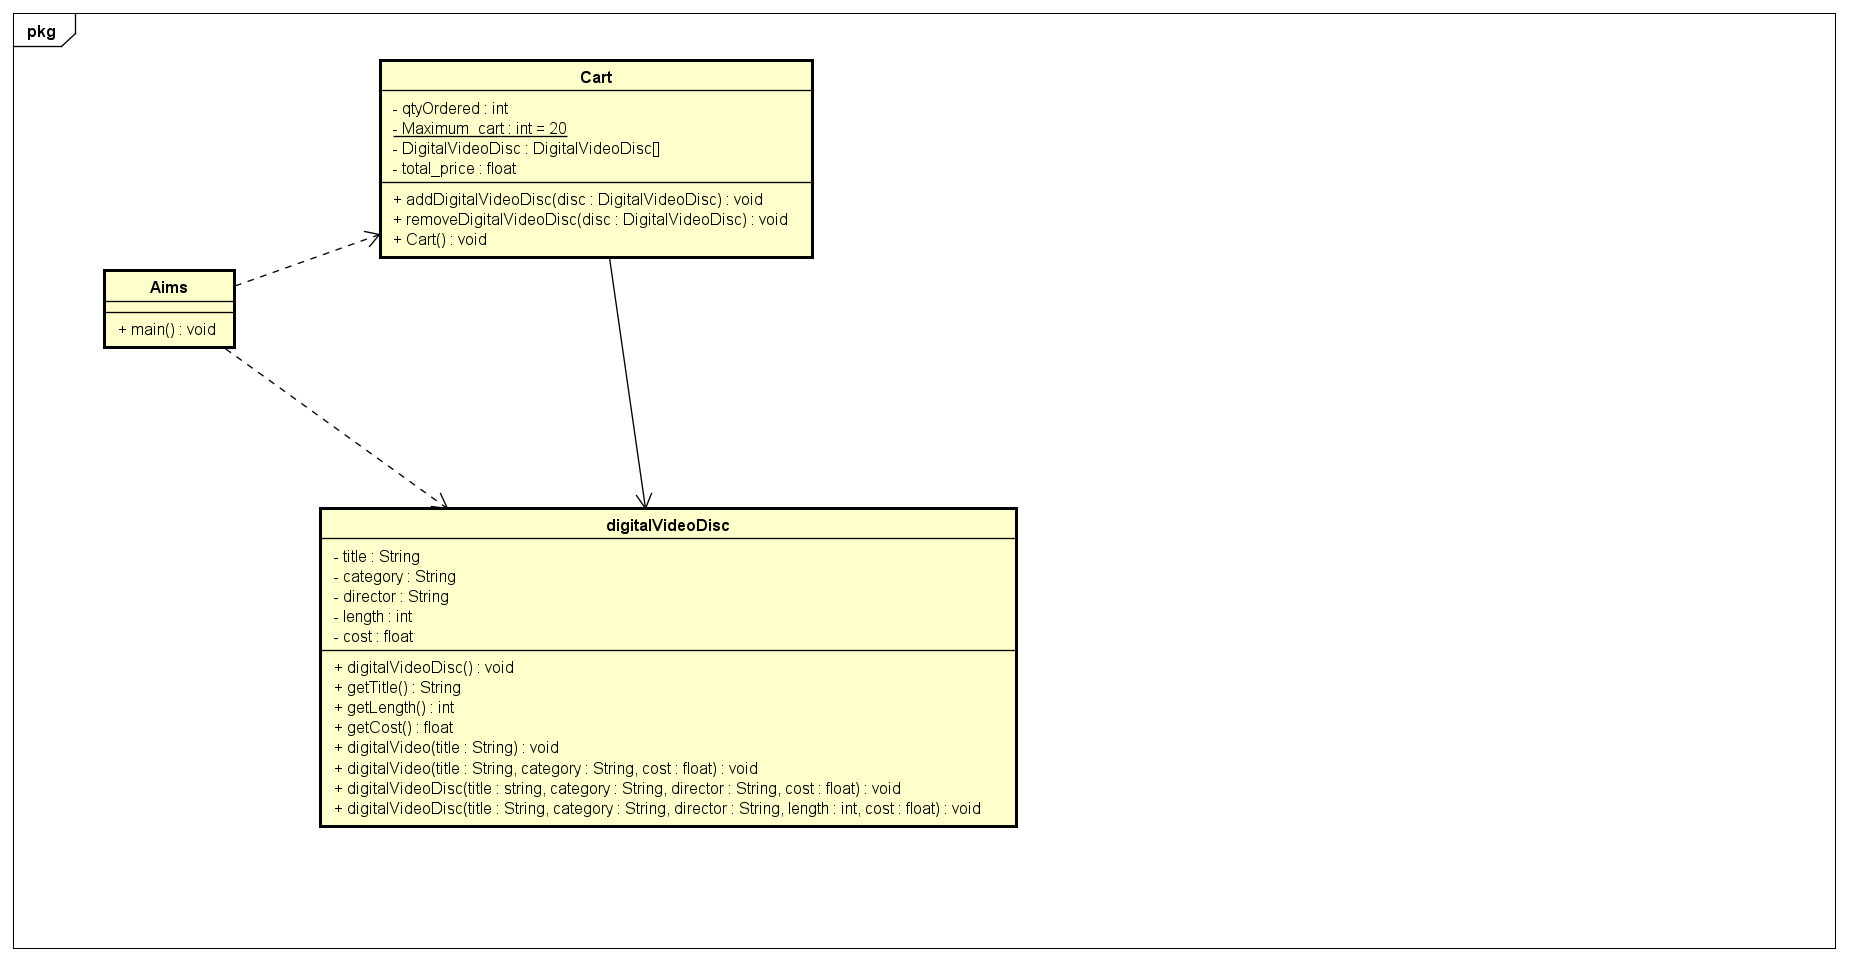 pkg
Cart
- qtyOrdered : int
- Maximum_cart : int = 20
- DigitalVideoDisc : DigitalVideoDisc[]
- total_price : float
+ addDigitalVideoDisc(disc : DigitalVideoDisc) : void
+ removeDigitalVideoDisc(disc : DigitalVideoDisc) : void
+ Cart() : void
Aims
+ main() : void
digitalVideoDisc
- title : String
- category : String
- director : String
- length : int
- cost : float
+ digitalVideoDisc() : void
+ getTitle() : String
+ getLength() : int
+ getCost() : float
+ digitalVideo(title : String) : void
+ digitalVideo(title : String, category : String, cost : float) : void
+ digitalVideoDisc(title : string, category : String, director : String, cost : float) : void
+ digitalVideoDisc(title : String, category : String, director : String, length : int, cost : float) : void